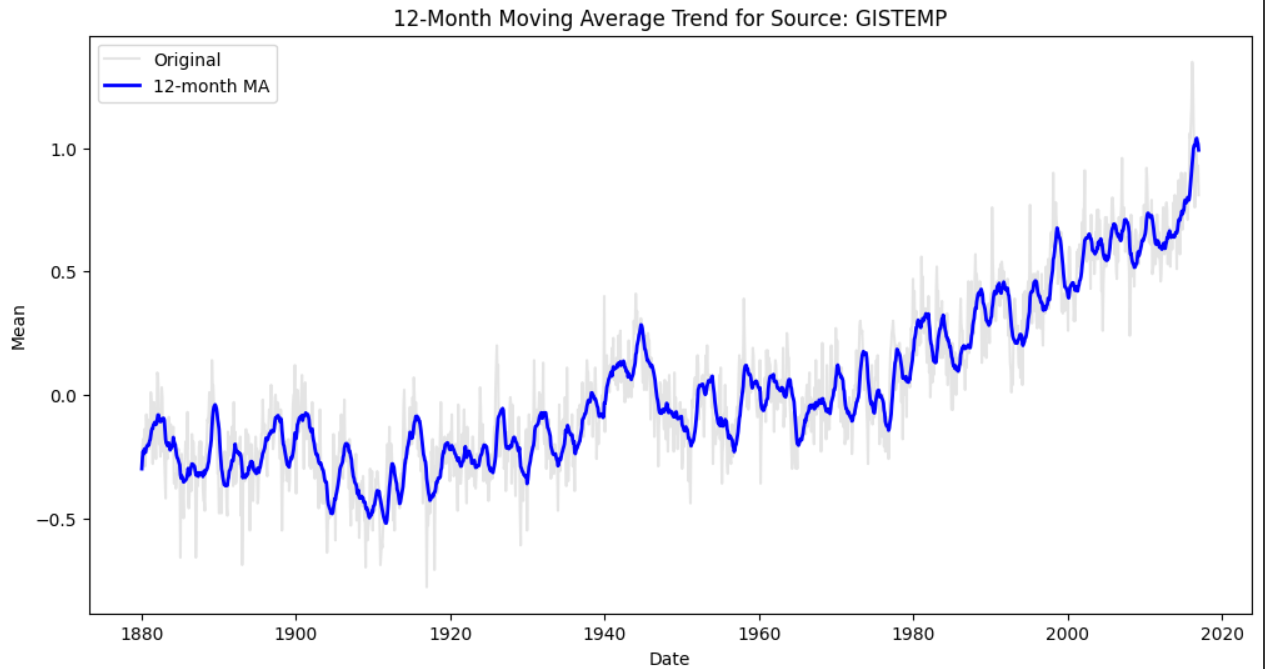 12-Month Moving Average Trend for Source: GISTEMP
Original
12-month MA
1.0
0.5
0.0
−0.5
Mean
1880 1900 1920 1940 1960 1980 2000 2020
Date